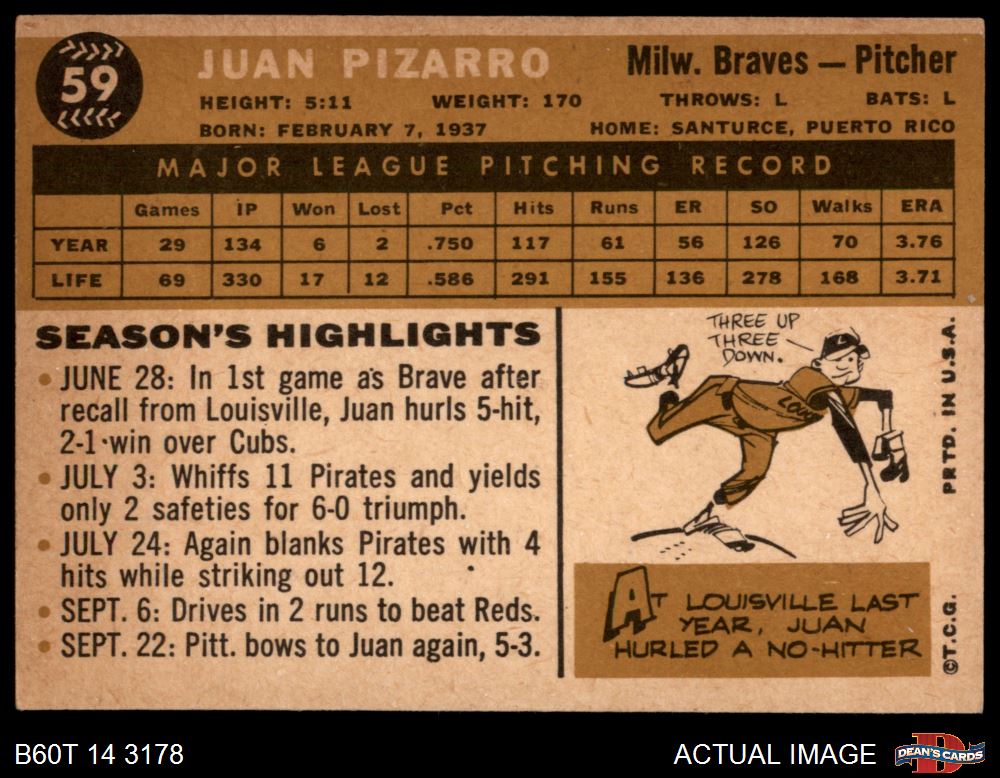 59
JUAN PIZARRO
Milw. Braves — Pitcher
HEIGHT: 5:11 WEIGHT: 170 THROWS: L BATS: L
BORN: FEBRUARY 7, 1937 HOME: SANTURCE, PUERTO RICO
MAJOR LEAGUE PITCHING RECORD
Games IP Won Lost Pct Hits Runs ER SO Walks ERA
YEAR 29 134 6 2 .750 117 61 56 126 70 3.76
LIFE 69 330 17 12 .586 291 155 136 278 168 3.71
SEASON'S HIGHLIGHTS
• JUNE 28: In 1st game as Brave after
recall from Louisville, Juan hurls 5-hit,
2-1 win over Cubs.
• JULY 3: Whiffs 11 Pirates and yields
only 2 safeties for 6-0 triumph.
• JULY 24: Again blanks Pirates with 4
hits while striking out 12.
• SEPT. 6: Drives in 2 runs to beat Reds.
• SEPT. 22: Pitt. bows to Juan again, 5-3.
THREE UP
THREE
DOWN.
L
LOUIS
AT LOUISVILLE LAST
YEAR, JUAN
HURLED A NO-HITTER
PRTD. IN U.S.A.
©T.C.G.
B60T 14 3178
ACTUAL IMAGE
D
DEAN'S CARDS